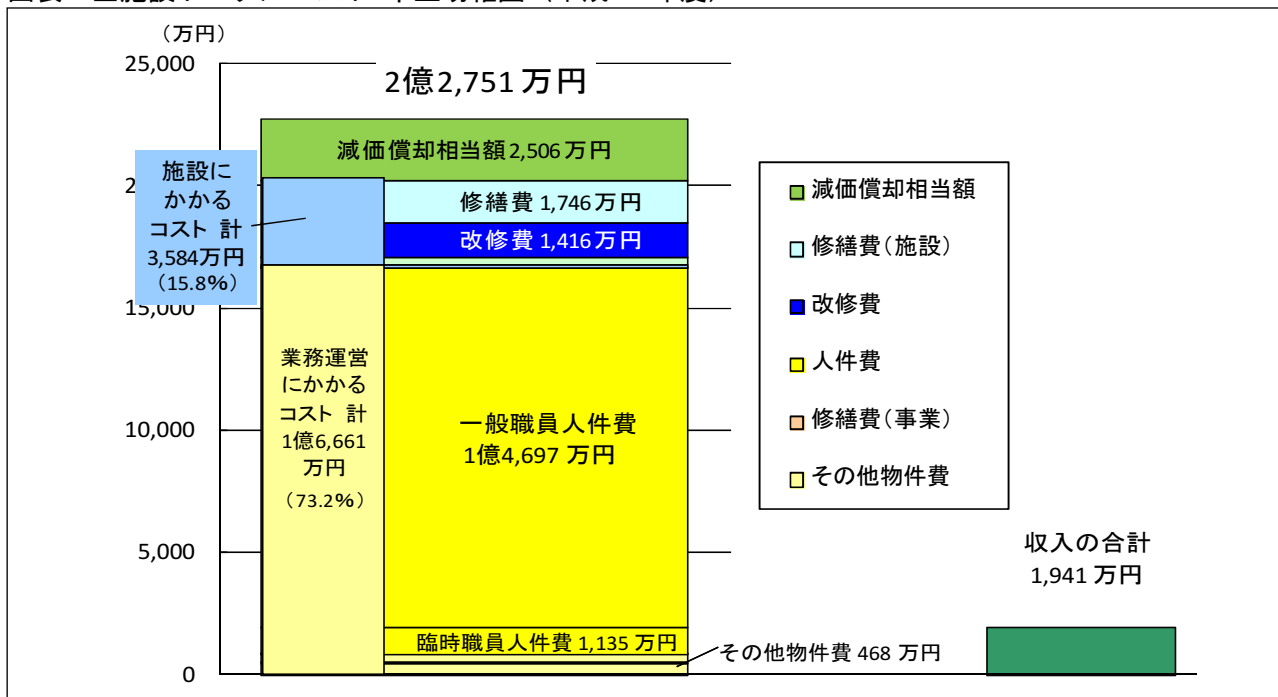 （万円）
25,000
2億2,751 万円
減価償却相当額2,506 万円
施設に
かかる
コスト 計
3,584万円
（15.8%）
修繕費 1,746万円
改修費 1,416万円
15,000
業務運営
にかかる
コスト 計
1億6,661
万円
（73.2%）
一般職員人件費
1億4,697 万円
10,000
5,000
臨時職員人件費 1,135 万円
その他物件費 468 万円
0
減価償却相当額
修繕費（施設）
改修費
人件費
修繕費（事業）
その他物件費
収入の合計
1,941 万円